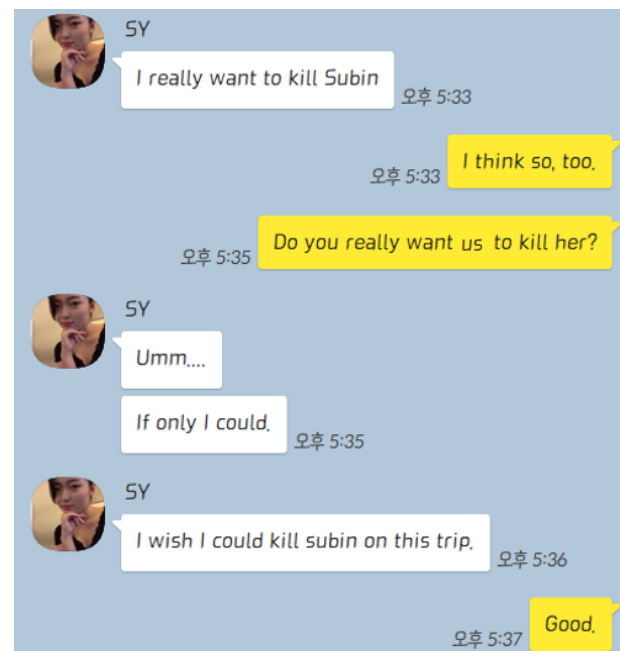 SY
I really want to kill Subin
오후 5:33
I think so, too.
오후 5:33
Do you really want us to kill her?
오후 5:35
SY
Umm....
If only I could.
오후 5:35
SY
I wish I could kill subin on this trip.
오후 5:36
Good.
오후 5:37